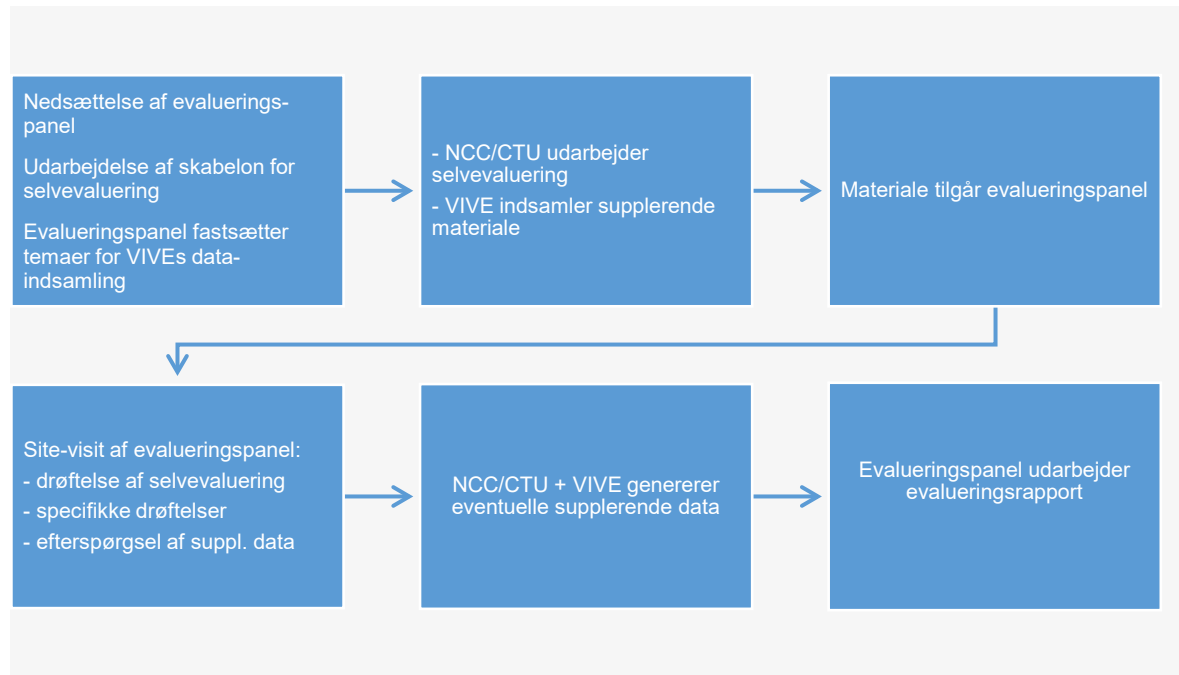 Nedsættelse af evaluerings-
panel
Udarbejdelse af skabelon for
selvevaluering
Evalueringspanel fastsætter
temaer for VIVEs data-
indsamling
- NCC/CTU udarbejder
selvevaluering
- VIVE indsamler supplerende
materiale
Materiale tilgår evalueringspanel
Site-visit af evalueringspanel:
- drøftelse af selvevaluering
- specifikke drøftelser
- efterspørgsel af suppl. data
NCC/CTU + VIVE genererer
eventuelle supplerende data
Evalueringspanel udarbejder
evalueringsrapport